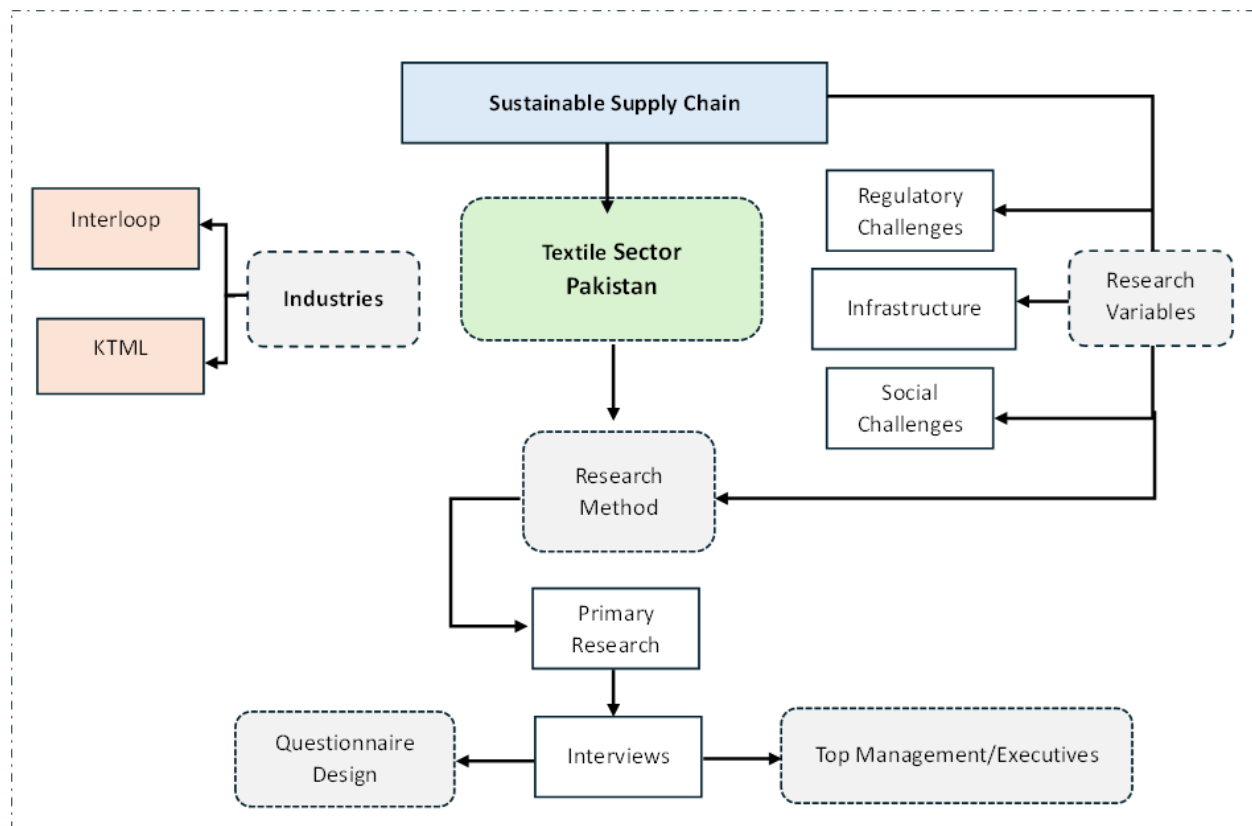 Sustainable Supply Chain
Interloop
Industries
KTML
Textile Sector
Pakistan
Regulatory
Challenges
Infrastructure
Social
Challenges
Research
Variables
Research
Method
Primary
Research
Questionnaire
Design
Interviews
Top Management/Executives